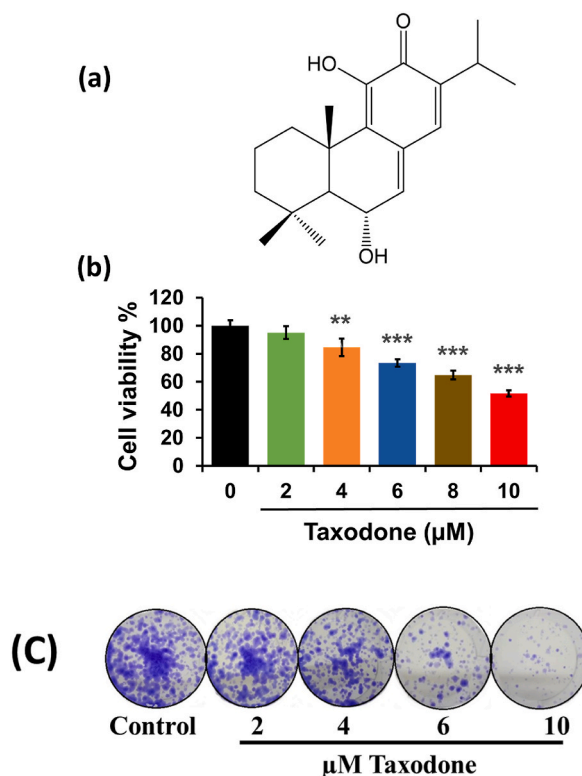 (a)
O
HO
OH
(b)
Cell viability %
120
100
80
60
40
20
0
**
***
***
***
0 2 4 6 8 10
Taxodone (µM)
(C)
Control 2 4 6 10
µM Taxodone